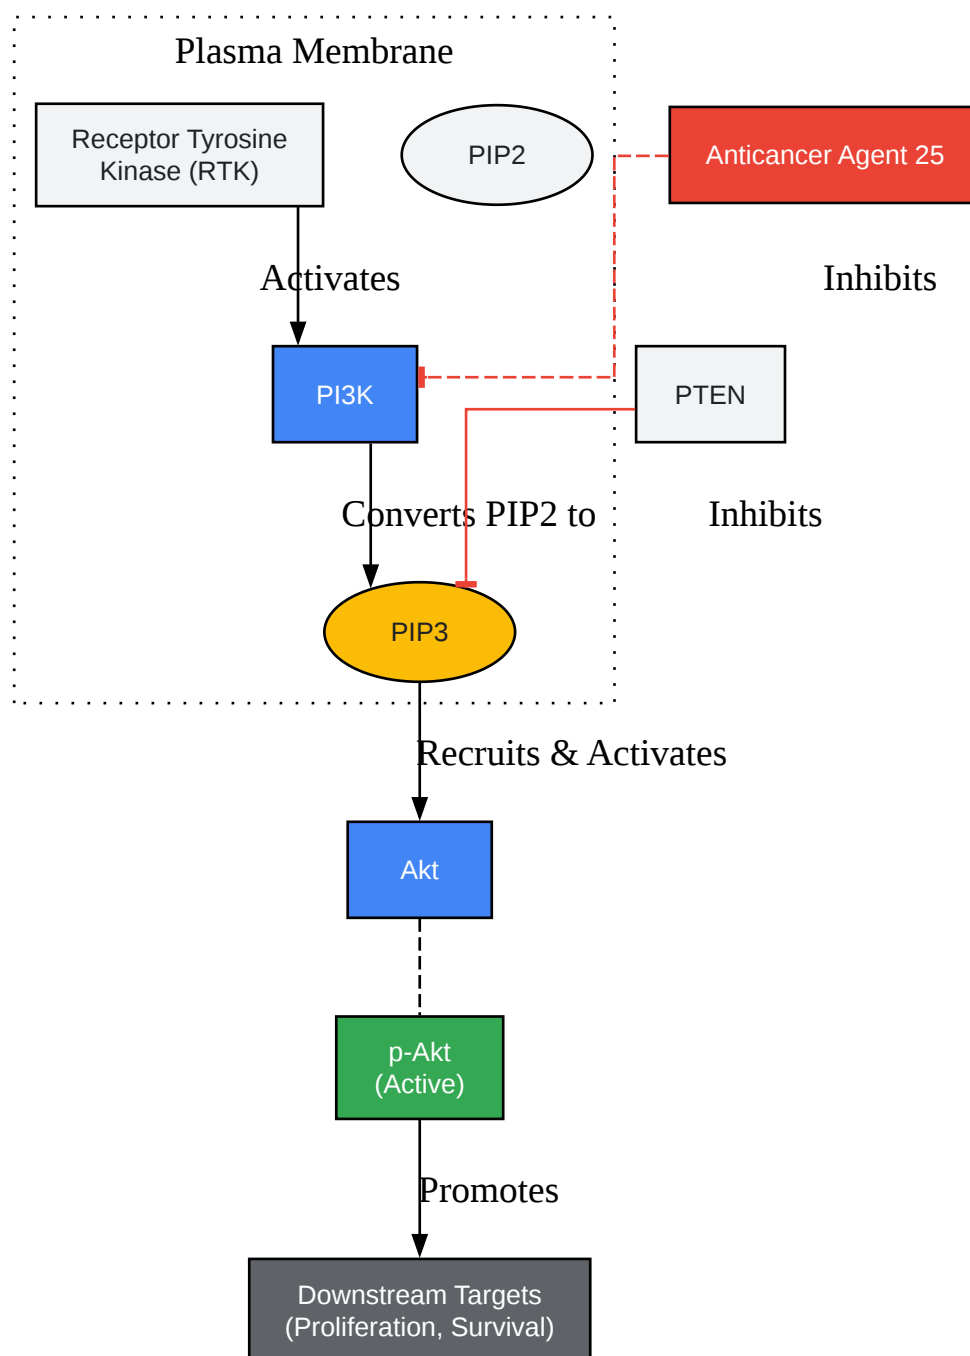 Plasma Membrane
Receptor Tyrosine
Kinase (RTK)
PIP2
Anticancer Agent 25
Activates
Inhibits
PI3K
PTEN
Converts PIP2 to
Inhibits
PIP3
Recruits & Activates
Akt
p-Akt
(Active)
Promotes
Downstream Targets
(Proliferation, Survival)